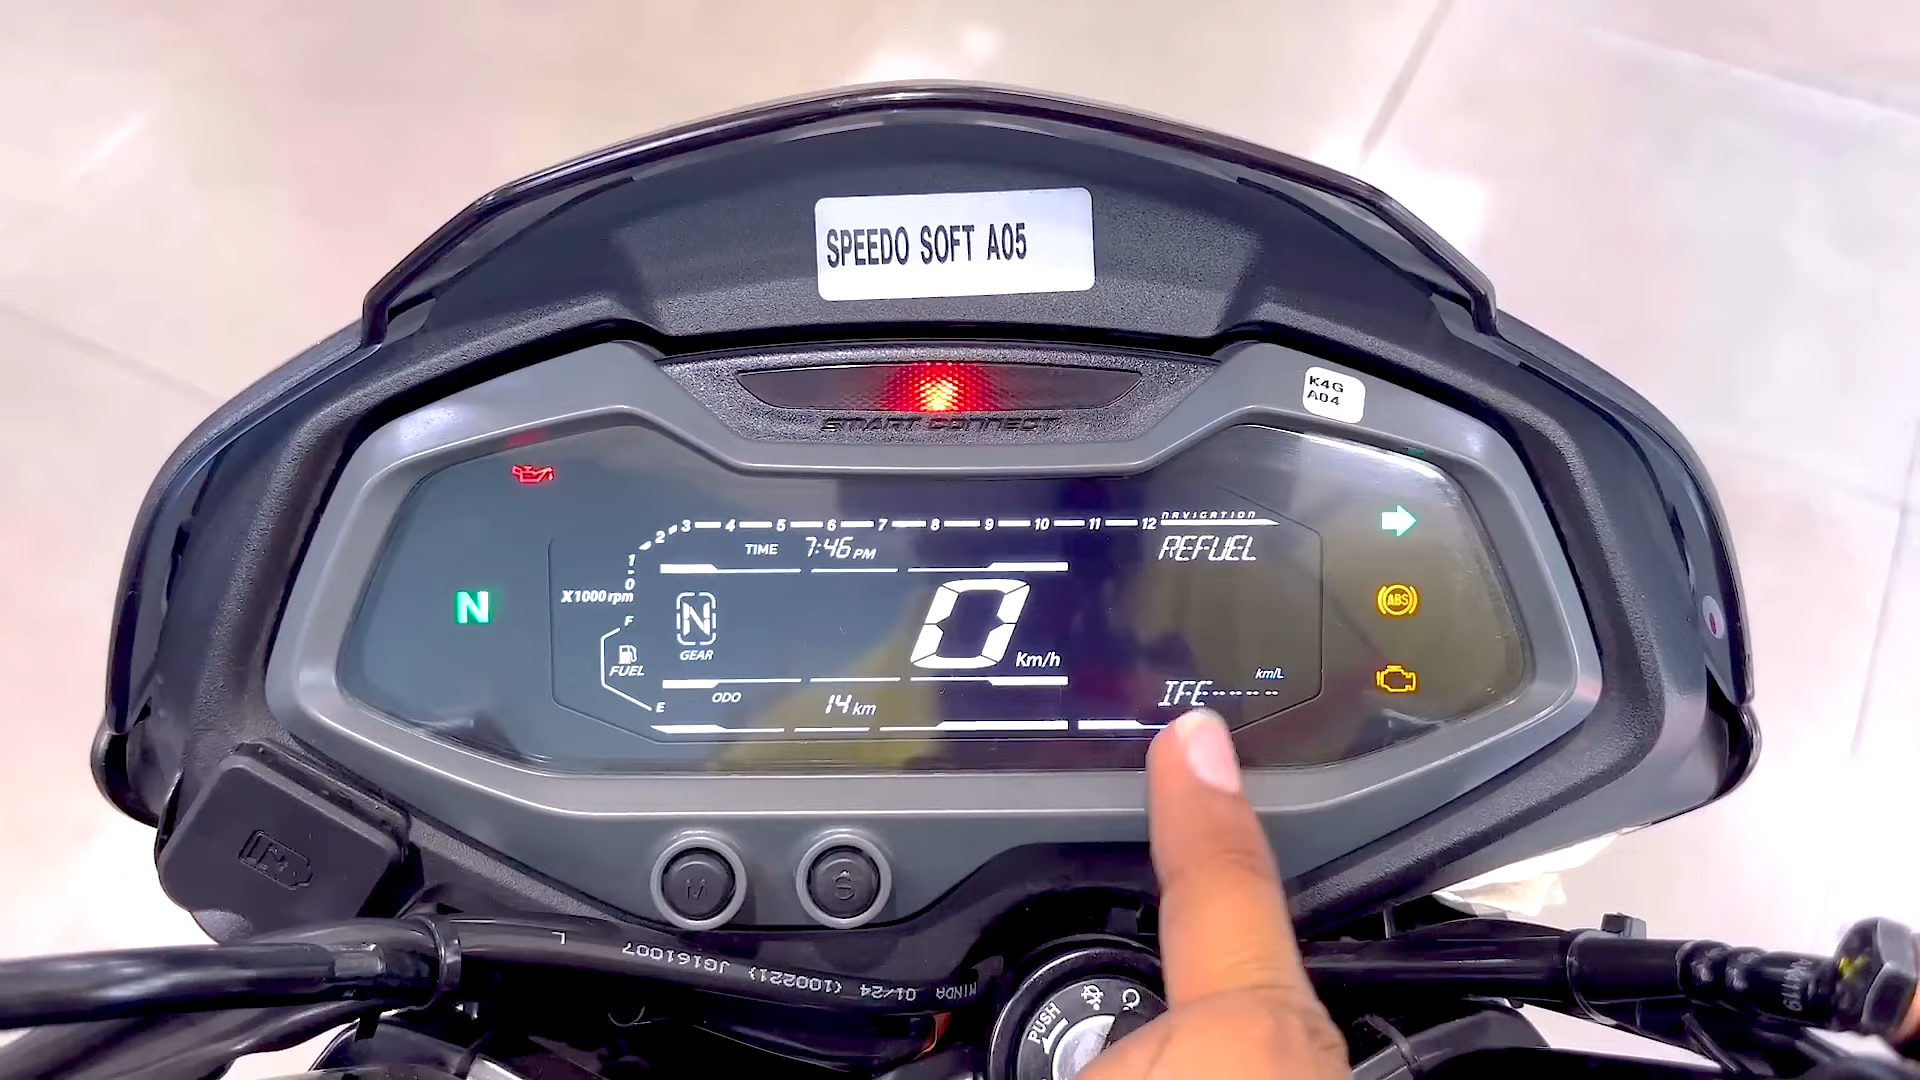 SPEEDO SOFT A05
K4G
A04
SMART CONNECT
NAVIGATION
0 1 2 3 4 5 6 7 8 9 10 11 12
TIME 7:46 PM
REFUEL
X1000 rpm
N
N
GEAR
0 Km/h
ABS
F
FUEL
E
ODO 14 km
km/L
IFE-----
M
S
L
MINDA 01/24 (100221) JG161007
PUSH